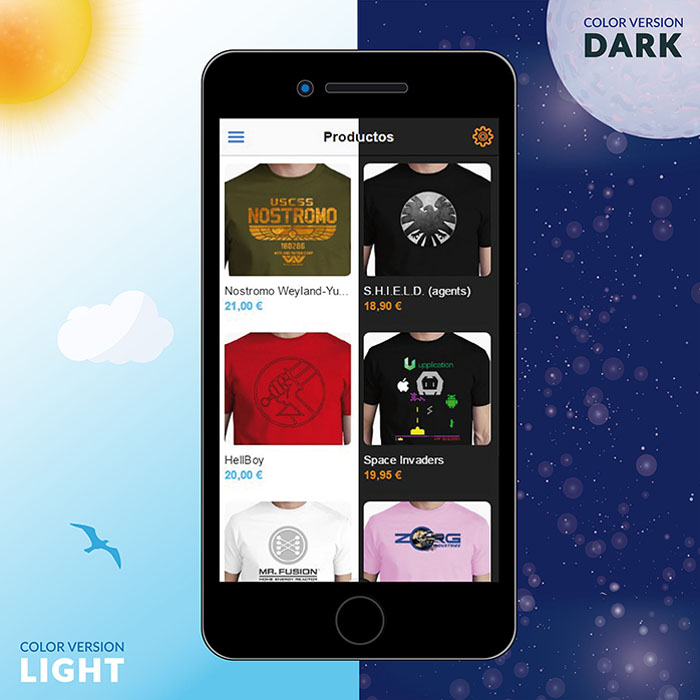 COLOR VERSION
DARK
Productos
USCSS
NOSTROMO
180286
Nostromo Weyland-Yu...
21,00 €
S.H.I.E.L.D. (agents)
18,90 €
upplication
HellBoy
20,00 €
Space Invaders
19,95 €
MR. FUSION
HOME ENERGY REACTOR
ZORG
INDUSTRIES
COLOR VERSION
LIGHT